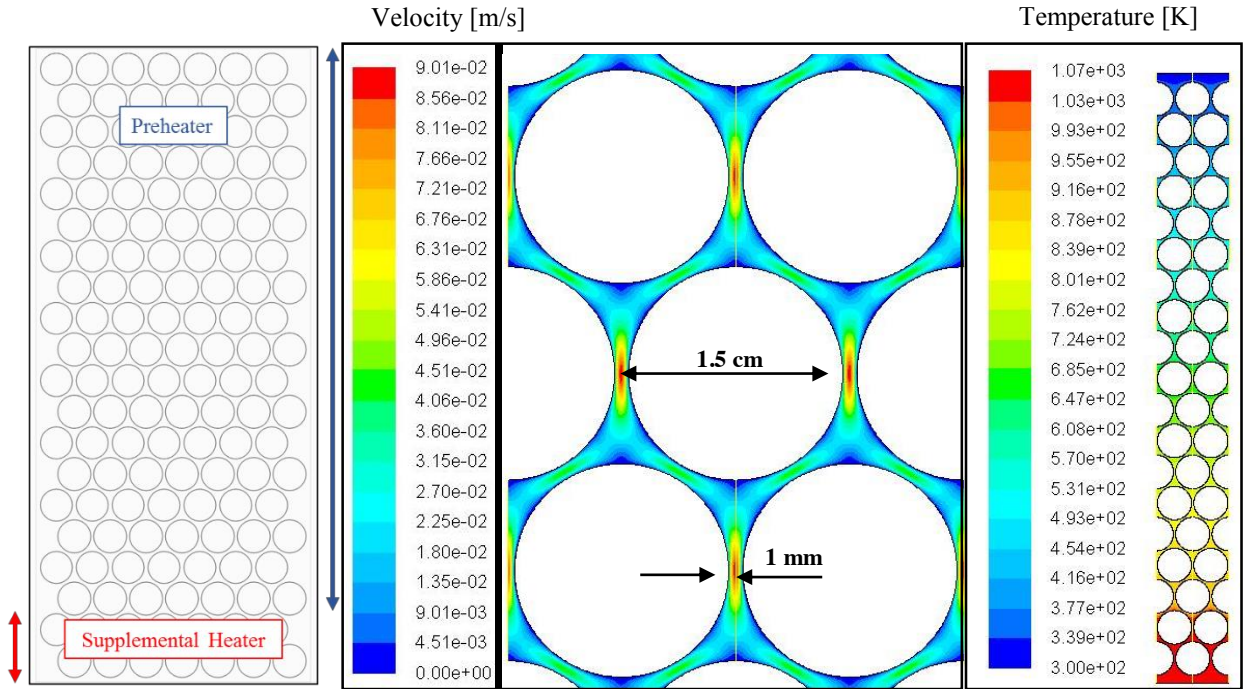 Velocity [m/s]
Temperature [K]
Preheater
Supplemental Heater
9.01e-02
8.56e-02
8.11e-02
7.66e-02
7.21e-02
6.76e-02
6.31e-02
5.86e-02
5.41e-02
4.96e-02
4.51e-02
4.06e-02
3.60e-02
3.15e-02
2.70e-02
2.25e-02
1.80e-02
1.35e-02
9.01e-03
4.51e-03
0.00e+00
1.5 cm
1 mm
1.07e+03
1.03e+03
9.93e+02
9.55e+02
9.16e+02
8.78e+02
8.39e+02
8.01e+02
7.62e+02
7.24e+02
6.85e+02
6.47e+02
6.08e+02
5.70e+02
5.31e+02
4.93e+02
4.54e+02
4.16e+02
3.77e+02
3.39e+02
3.00e+02